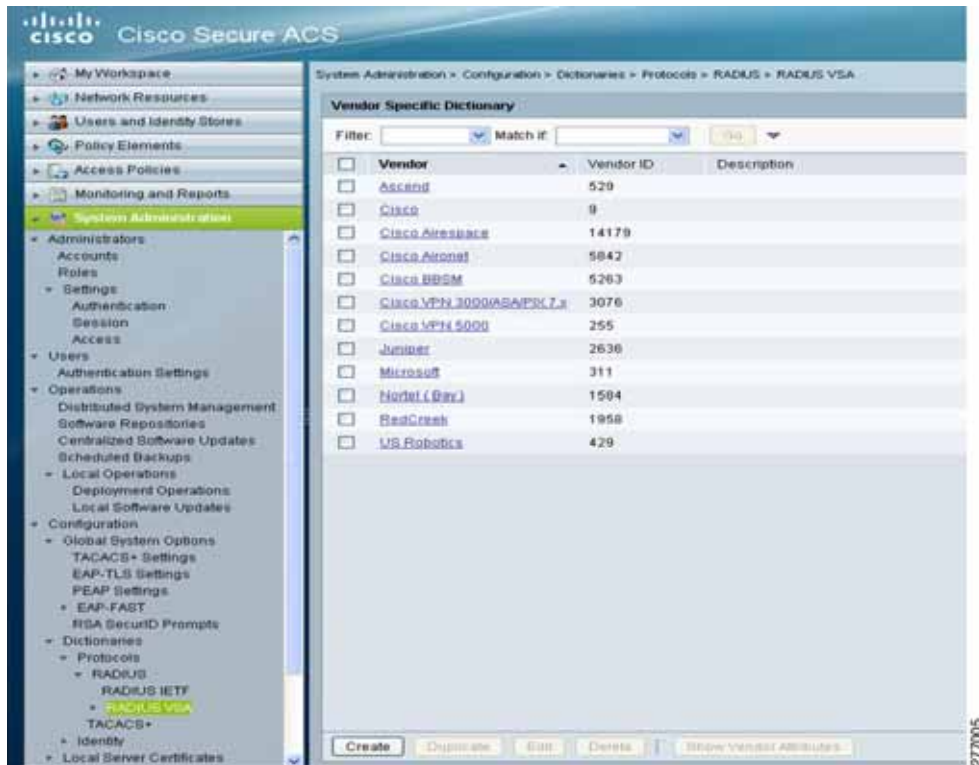 CISCO Cisco Secure ACS
My Workspace
Network Resources
Users and Identity Stores
Policy Elements
Access Policies
Monitoring and Reports
System Administration
Administrators
Accounts
Roles
Settings
Authentication
Session
Access
Users
Authentication Settings
Operations
Distributed System Management
Software Repositories
Centralized Software Updates
Scheduled Backups
Local Operations
Deployment Operations
Local Software Updates
Configuration
Global System Options
TACACS+ Settings
EAP-TLS Settings
PEAP Settings
EAP-FAST
RSA SecurID Prompts
Dictionaries
Protocols
RADIUS
RADIUS IETF
RADIUS VSA
TACACS+
Identity
Local Server Certificates
System Administration > Configuration > Dictionaries > Protocols > RADIUS > RADIUS VSA
Vendor Specific Dictionary
Filter: Match if: Go
Vendor Vendor ID Description
Ascend 529
Cisco 9
Cisco Airespace 14179
Cisco Aironet 5842
Cisco BBSM 5263
Cisco VPN 3000/ASA/PIX 7.x 3076
Cisco VPN 5000 255
Juniper 2636
Microsoft 311
Nortel (Bay) 1584
RedCreek 1958
US Robotics 429
Create Duplicate Edit Delete Show Vendor Attributes